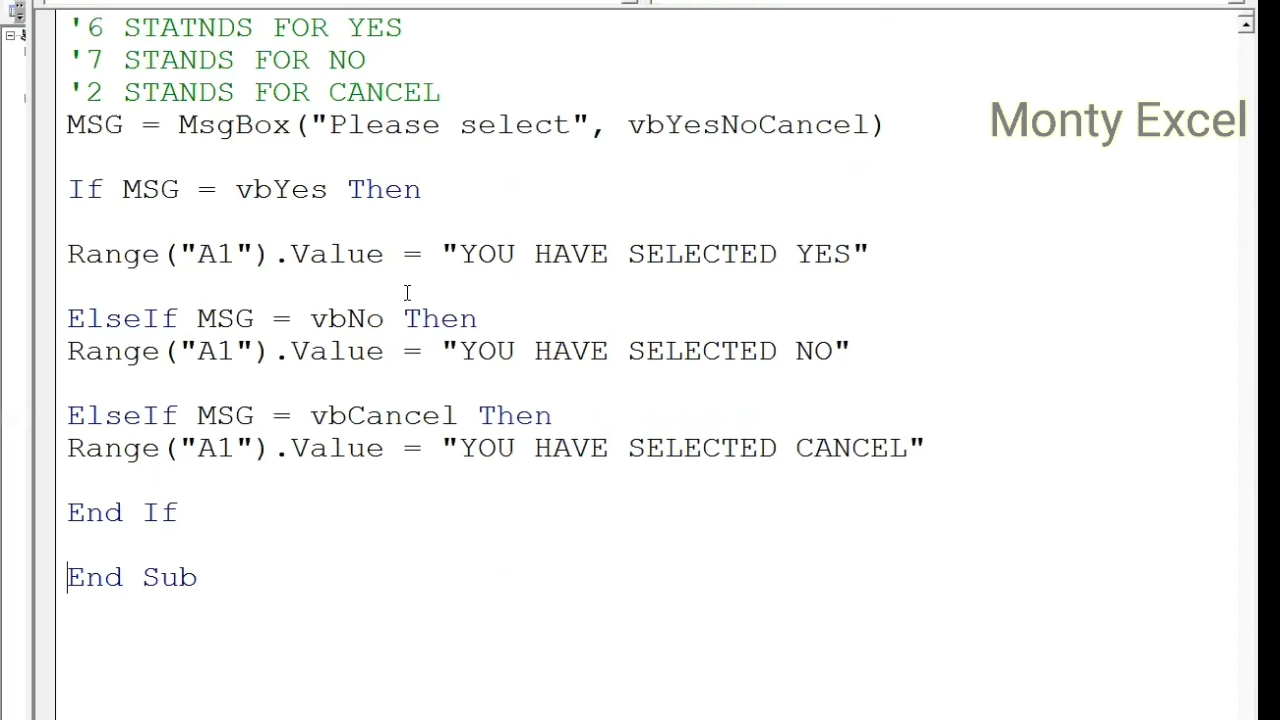 '6 STATNDS FOR YES
'7 STANDS FOR NO
'2 STANDS FOR CANCEL
MSG = MsgBox("Please select", vbYesNoCancel)
Monty Excel
If MSG = vbYes Then
Range("A1").Value = "YOU HAVE SELECTED YES"
ElseIf MSG = vbNo Then
Range("A1").Value = "YOU HAVE SELECTED NO"
ElseIf MSG = vbCancel Then
Range("A1").Value = "YOU HAVE SELECTED CANCEL"
End If
End Sub